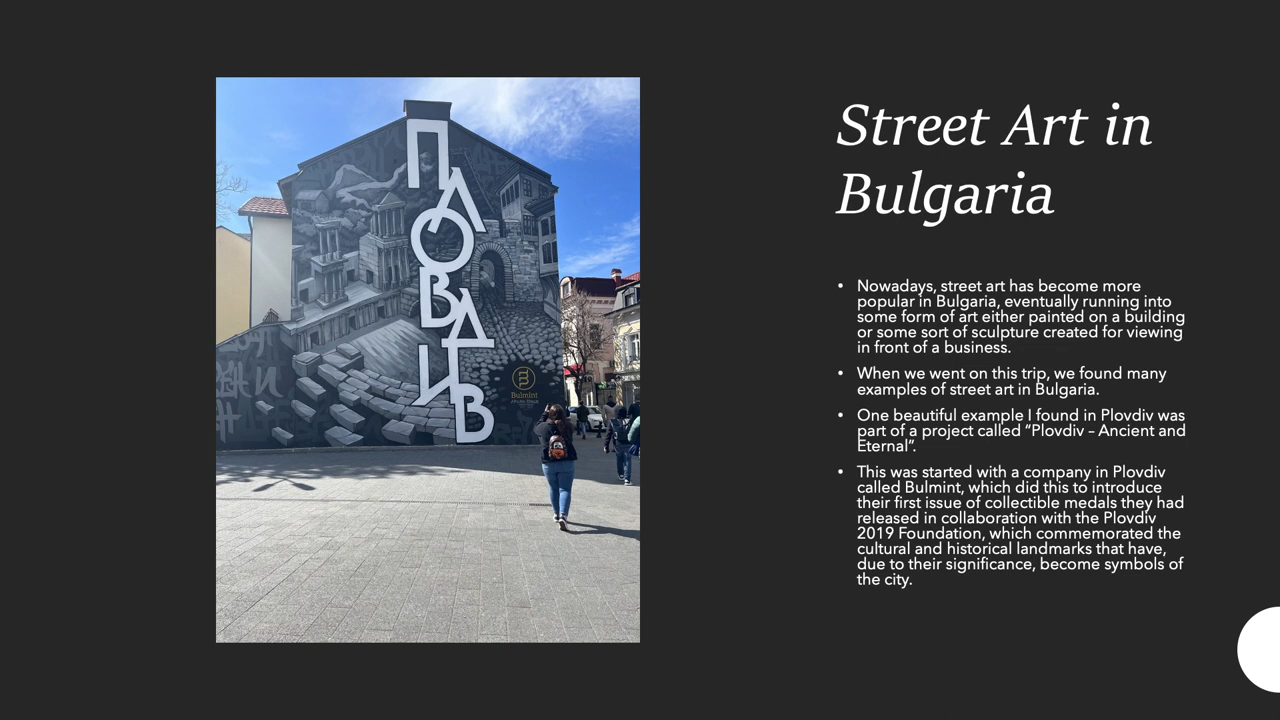 Street Art in
Bulgaria
ПЛОВДИВ
Bulmint
• Nowadays, street art has become more
popular in Bulgaria, eventually running into
some form of art either painted on a building
or some sort of sculpture created for viewing
in front of a business.
• When we went on this trip, we found many
examples of street art in Bulgaria.
• One beautiful example I found in Plovdiv was
part of a project called “Plovdiv – Ancient and
Eternal”.
• This was started with a company in Plovdiv
called Bulmint, which did this to introduce
their first issue of collectible medals they had
released in collaboration with the Plovdiv
2019 Foundation, which commemorated the
cultural and historical landmarks that have,
due to their significance, become symbols of
the city.